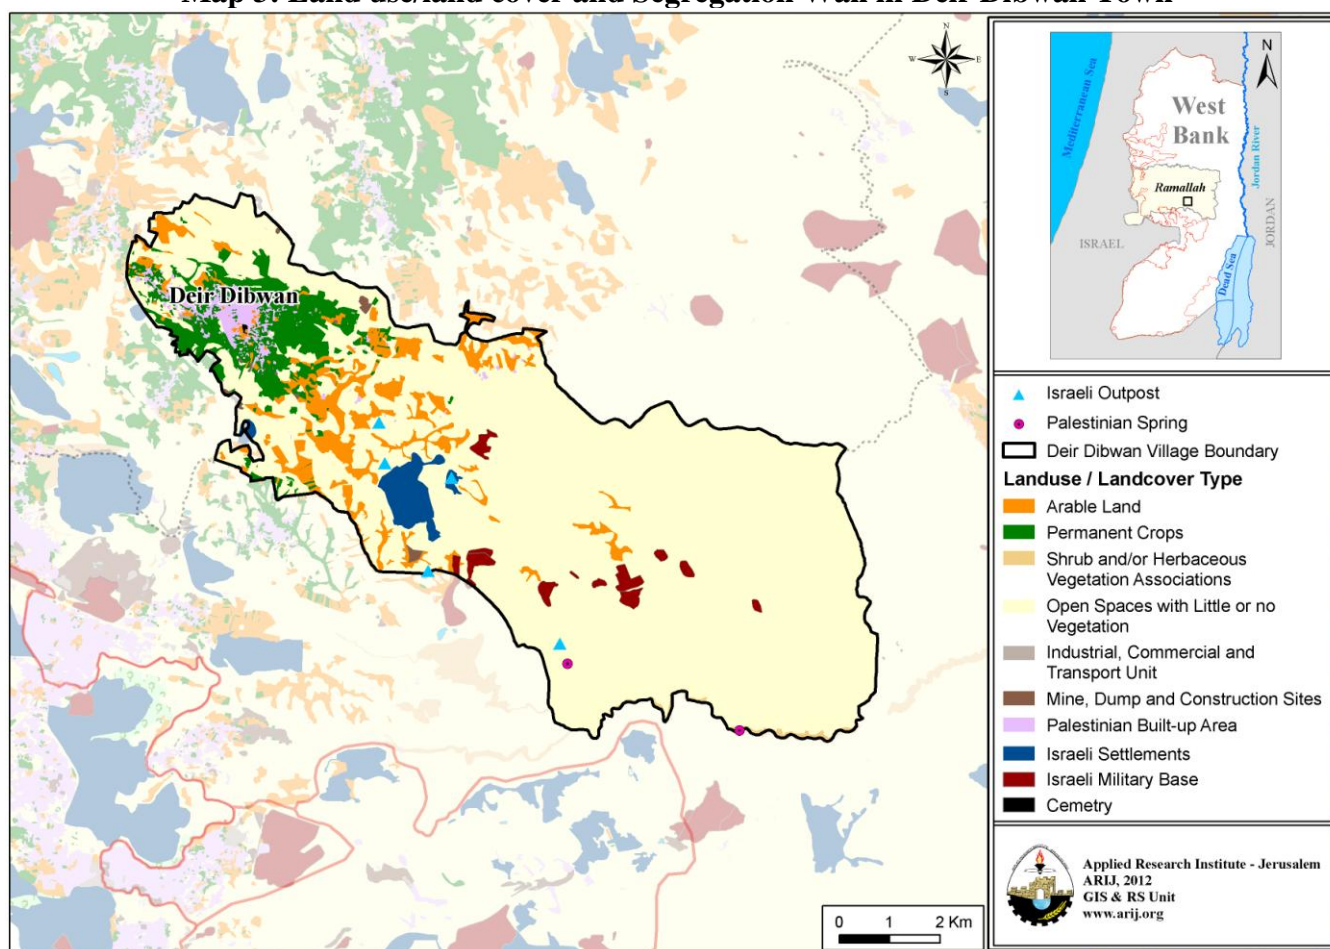 Map 3: Land use/land cover and Segregation Wall in Deir Dibwan Town
N
W
E
S
Deir Dibwan
0 1 2 Km
N
Mediterranean Sea
West
Bank
Jordan River
Ramallah
ISRAEL
JORDAN
Dead Sea
Israeli Outpost
Palestinian Spring
Deir Dibwan Village Boundary
Landuse / Landcover Type
Arable Land
Permanent Crops
Shrub and/or Herbaceous
Vegetation Associations
Open Spaces with Little or no
Vegetation
Industrial, Commercial and
Transport Unit
Mine, Dump and Construction Sites
Palestinian Built-up Area
Israeli Settlements
Israeli Military Base
Cemetry
Applied Research Institute - Jerusalem
ARIJ, 2012
GIS & RS Unit
www.arij.org